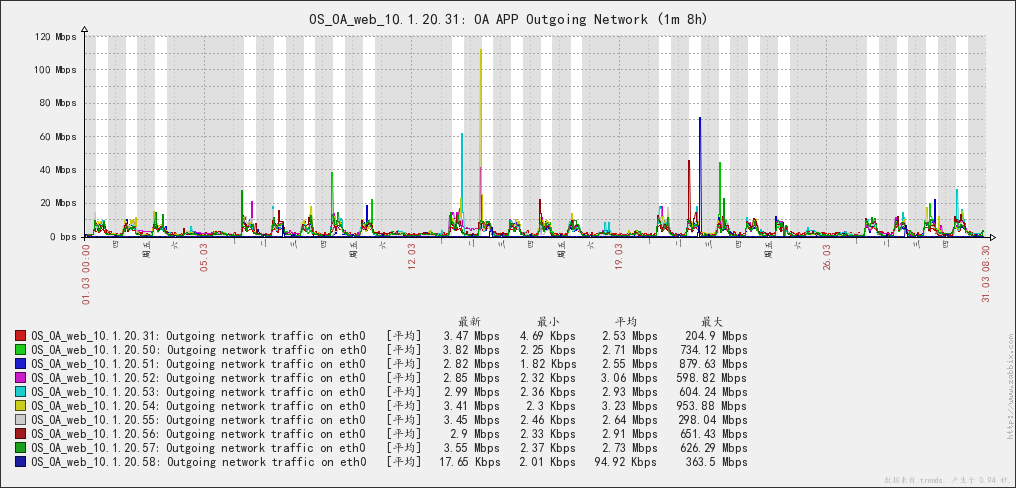 OS_OA_web_10.1.20.31: OA APP Outgoing Network (1m 8h)
120 Mbps
100 Mbps
80 Mbps
60 Mbps
40 Mbps
20 Mbps
0 bps
01.03 00:00
四
周五
六
05.03
一
二
三
四
周五
六
12.03
一
二
三
四
周五
六
19.03
一
二
三
四
周五
六
26.03
一
二
三
四
31.03 08:30
最新 最小 平均 最大
OS_OA_web_10.1.20.31: Outgoing network traffic on eth0 [平均] 3.47 Mbps 4.69 Kbps 2.53 Mbps 204.9 Mbps
OS_OA_web_10.1.20.50: Outgoing network traffic on eth0 [平均] 3.82 Mbps 2.25 Kbps 2.71 Mbps 734.12 Mbps
OS_OA_web_10.1.20.51: Outgoing network traffic on eth0 [平均] 2.82 Mbps 1.82 Kbps 2.55 Mbps 879.63 Mbps
OS_OA_web_10.1.20.52: Outgoing network traffic on eth0 [平均] 2.85 Mbps 2.32 Kbps 3.06 Mbps 598.82 Mbps
OS_OA_web_10.1.20.53: Outgoing network traffic on eth0 [平均] 2.99 Mbps 2.36 Kbps 2.93 Mbps 604.24 Mbps
OS_OA_web_10.1.20.54: Outgoing network traffic on eth0 [平均] 3.41 Mbps 2.3 Kbps 3.23 Mbps 953.88 Mbps
OS_OA_web_10.1.20.55: Outgoing network traffic on eth0 [平均] 3.45 Mbps 2.46 Kbps 2.64 Mbps 298.04 Mbps
OS_OA_web_10.1.20.56: Outgoing network traffic on eth0 [平均] 2.9 Mbps 2.33 Kbps 2.91 Mbps 651.43 Mbps
OS_OA_web_10.1.20.57: Outgoing network traffic on eth0 [平均] 3.55 Mbps 2.37 Kbps 2.73 Mbps 626.29 Mbps
OS_OA_web_10.1.20.58: Outgoing network traffic on eth0 [平均] 17.65 Kbps 2.01 Kbps 94.92 Kbps 363.5 Mbps
http://www.zabbix.com
数据来自 trends. 产生于 0.94 秒.